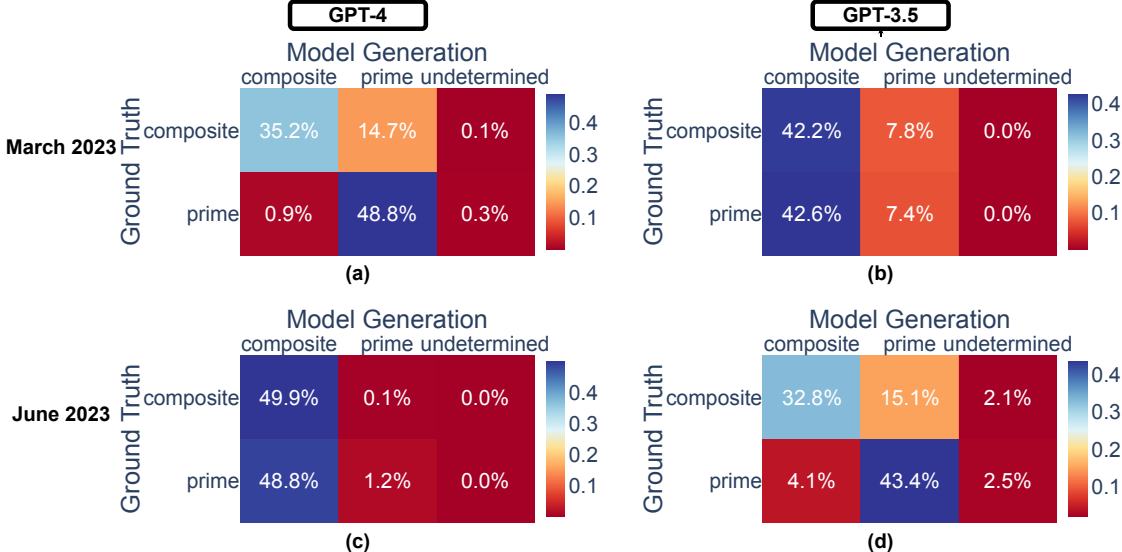 GPT-4
GPT-3.5
March 2023
Model Generation
composite prime undetermined
Ground Truth
composite 35.2% 14.7% 0.1%
prime 0.9% 48.8% 0.3%
0.4
0.3
0.2
0.1
(a)
Model Generation
composite prime undetermined
Ground Truth
composite 42.2% 7.8% 0.0%
prime 42.6% 7.4% 0.0%
0.4
0.3
0.2
0.1
(b)
June 2023
Model Generation
composite prime undetermined
Ground Truth
composite 49.9% 0.1% 0.0%
prime 48.8% 1.2% 0.0%
0.4
0.3
0.2
0.1
(c)
Model Generation
composite prime undetermined
Ground Truth
composite 32.8% 15.1% 2.1%
prime 4.1% 43.4% 2.5%
0.4
0.3
0.2
0.1
(d)